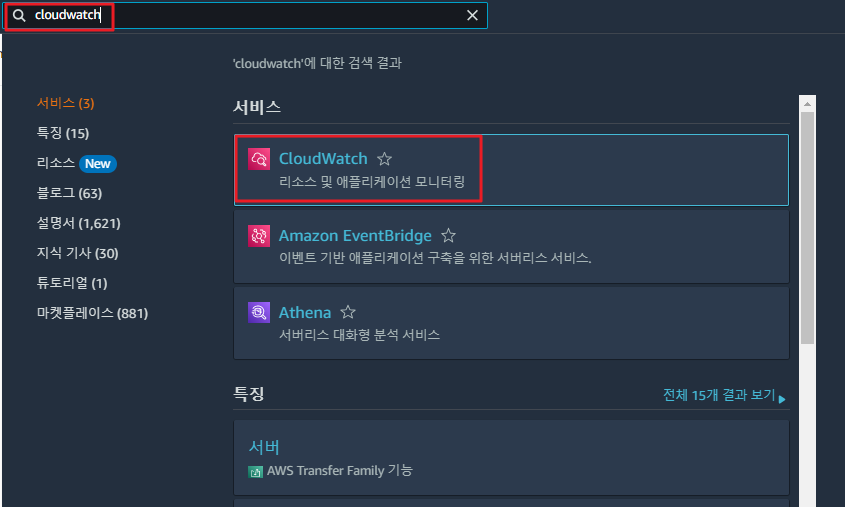 cloudwatch
'cloudwatch'에 대한 검색 결과
서비스 (3)
특징 (15)
리소스 New
블로그 (63)
설명서 (1,621)
지식 기사 (30)
튜토리얼 (1)
마켓플레이스 (881)
서비스
CloudWatch
리소스 및 애플리케이션 모니터링
Amazon EventBridge
이벤트 기반 애플리케이션 구축을 위한 서버리스 서비스.
Athena
서버리스 대화형 분석 서비스
특징
전체 15개 결과 보기
서버
AWS Transfer Family 기능